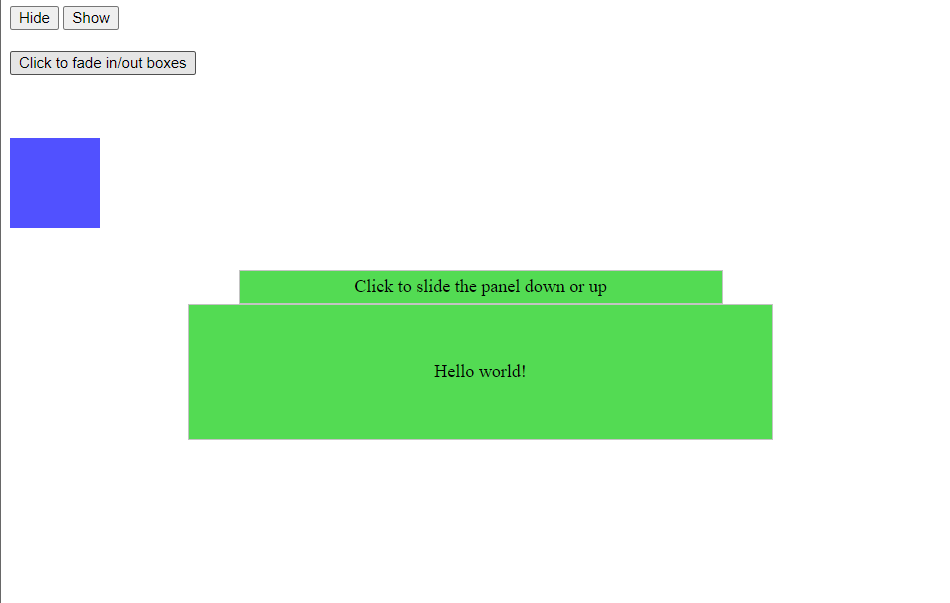 Hide Show
Click to fade in/out boxes
Click to slide the panel down or up
Hello world!